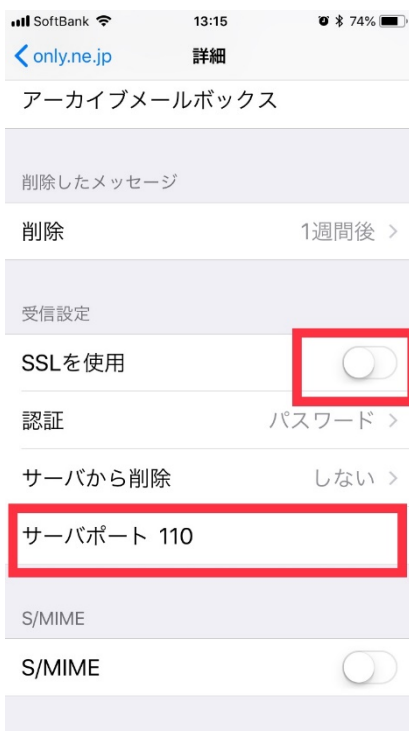 SoftBank 13:15 74%
only.ne.jp 詳細
アーカイブメールボックス
削除したメッセージ
削除 1週間後
受信設定
SSLを使用
認証 パスワード
サーバから削除 しない
サーバポート 110
S/MIME
S/MIME